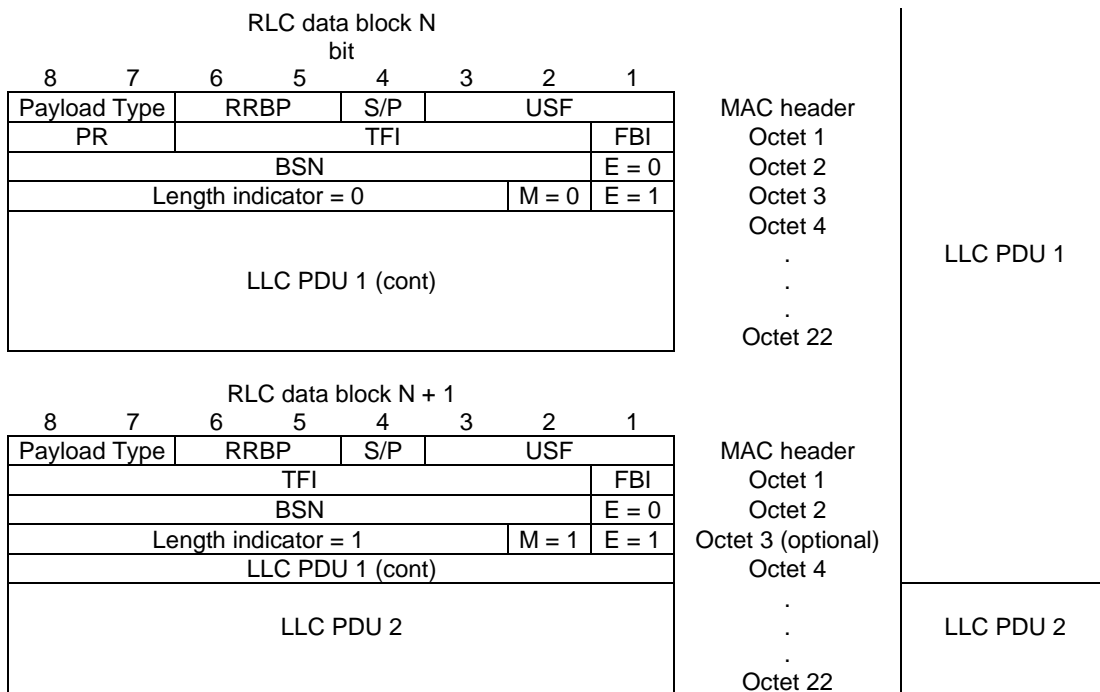 RLC data block N
bit
8 7 6 5 4 3 2 1
Payload Type RRBP S/P USF MAC header
PR TFI FBI Octet 1
BSN E = 0 Octet 2
Length indicator = 0 M = 0 E = 1 Octet 3
Octet 4
.
LLC PDU 1 (cont) . LLC PDU 1
.
Octet 22
RLC data block N + 1
8 7 6 5 4 3 2 1
Payload Type RRBP S/P USF MAC header
TFI FBI Octet 1
BSN E = 0 Octet 2
Length indicator = 1 M = 1 E = 1 Octet 3 (optional)
LLC PDU 1 (cont) Octet 4
.
LLC PDU 2 . LLC PDU 2
.
Octet 22